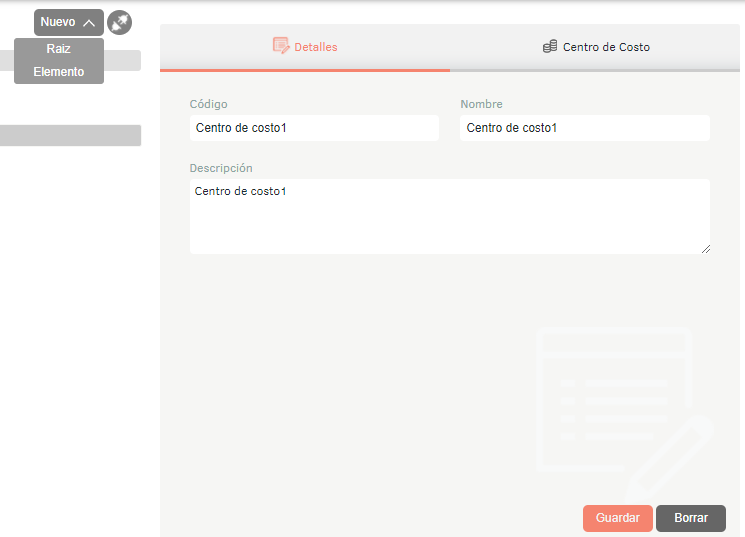 Nuevo
Raiz
Elemento
Detalles
Centro de Costo
Código
Nombre
Centro de costo1
Centro de costo1
Descripción
Centro de costo1
Guardar
Borrar